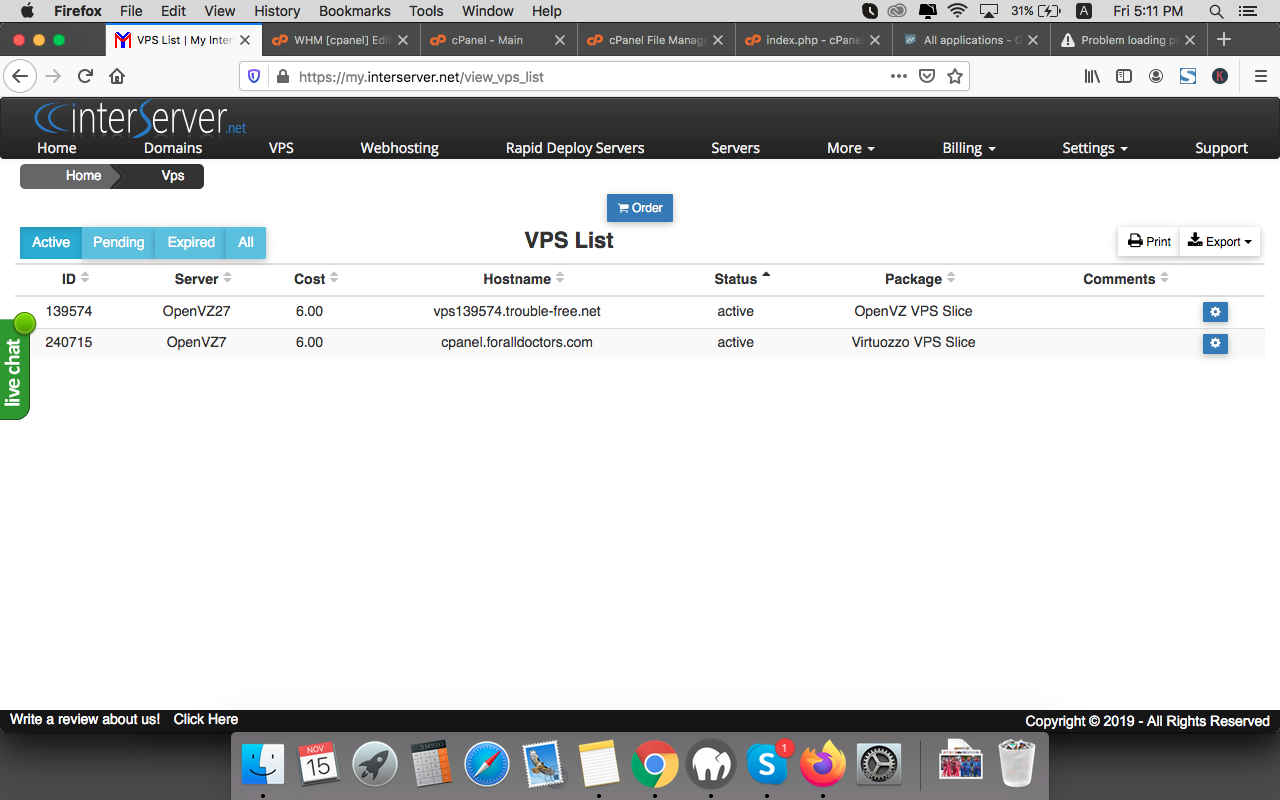 Firefox File Edit View History Bookmarks Tools Window Help 31% A Fri 5:11 PM
VPS List | My Inter WHM [cpanel] Edi cPanel - Main cPanel File Manag index.php - cPanel All applications - G Problem loading pa
https://my.interserver.net/view_vps_list
interServer.net
Home Domains VPS Webhosting Rapid Deploy Servers Servers More Billing Settings Support
Home Vps
Order
Active Pending Expired All VPS List Print Export
ID Server Cost Hostname Status Package Comments
139574 OpenVZ27 6.00 vps139574.trouble-free.net active OpenVZ VPS Slice
240715 OpenVZ7 6.00 cpanel.foralldoctors.com active Virtuozzo VPS Slice
live chat
Write a review about us! Click Here Copyright © 2019 - All Rights Reserved
NOV
15
1